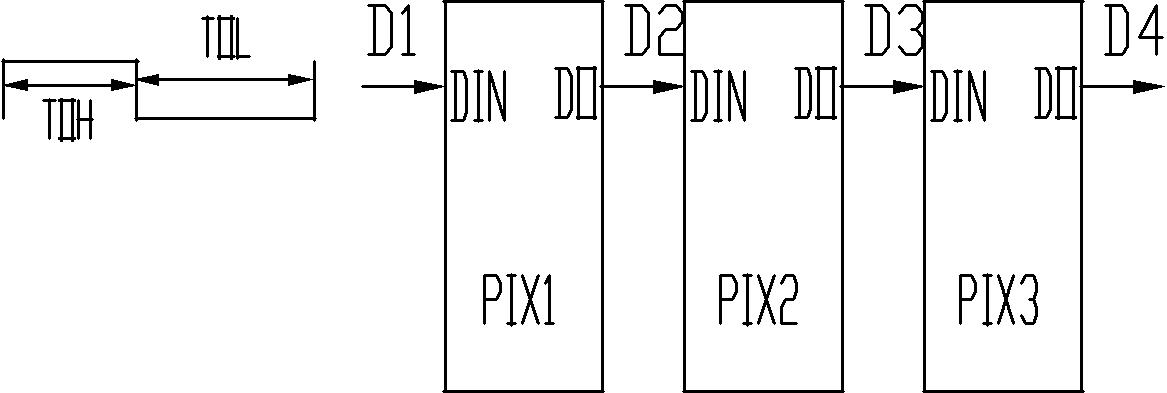 T0L
T0H
D1 D2 D3 D4
DIN DO DIN DO DIN DO
PIX1 PIX2 PIX3